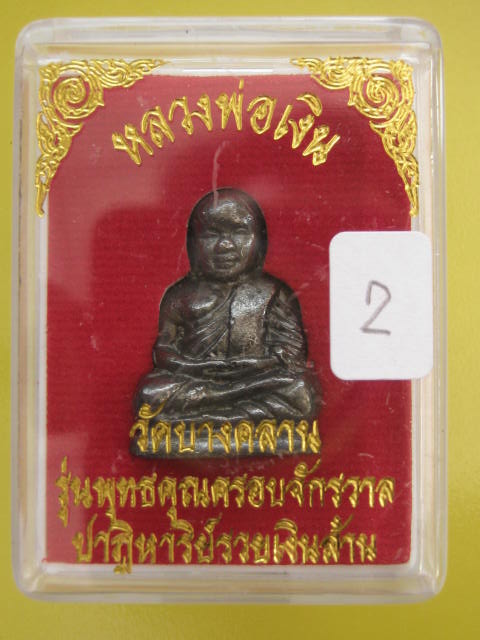 หลวงพ่อเงิน
2
วัดบางคลาน
รุ่นพุทธคุณครอบจักรวาล
ปาฏิหาริย์รวยเงินล้าน